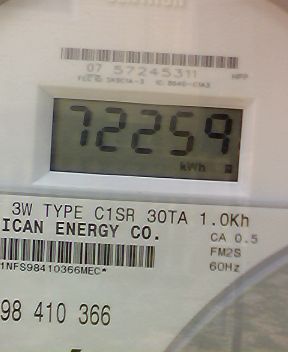 07 57245311
72259
kWh
3W TYPE C1SR 30TA 1.0Kh
ICAN ENERGY CO.
CA 0.5
FM2S
60Hz
1NFS98410366MEC*
98 410 366